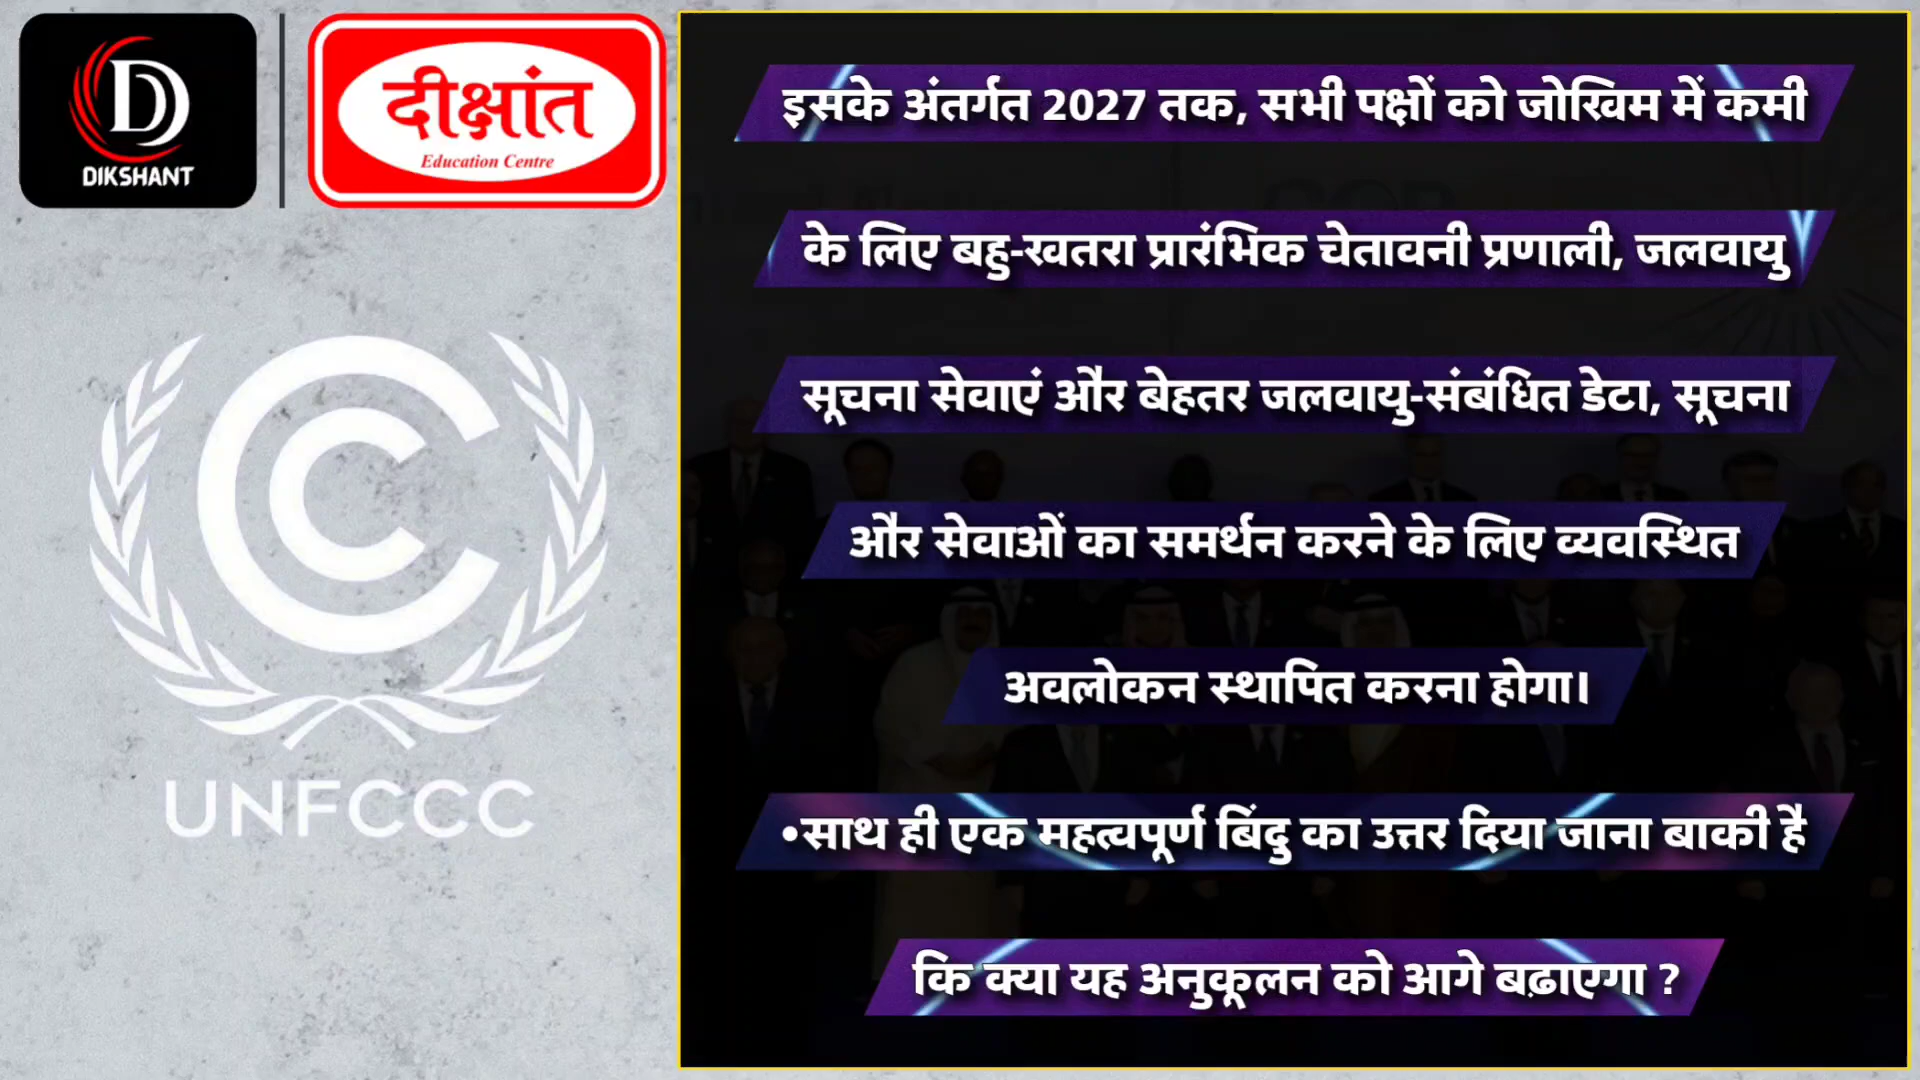 DIKSHANT
दीक्षांत
Education Centre
UNFCCC
इसके अंतर्गत 2027 तक, सभी पक्षों को जोखिम में कमी
के लिए बहु-खतरा प्रारंभिक चेतावनी प्रणाली, जलवायु
सूचना सेवाएं और बेहतर जलवायु-संबंधित डेटा, सूचना
और सेवाओं का समर्थन करने के लिए व्यवस्थित
अवलोकन स्थापित करना होगा।
•साथ ही एक महत्वपूर्ण बिंदु का उत्तर दिया जाना बाकी है
कि क्या यह अनुकूलन को आगे बढ़ाएगा ?